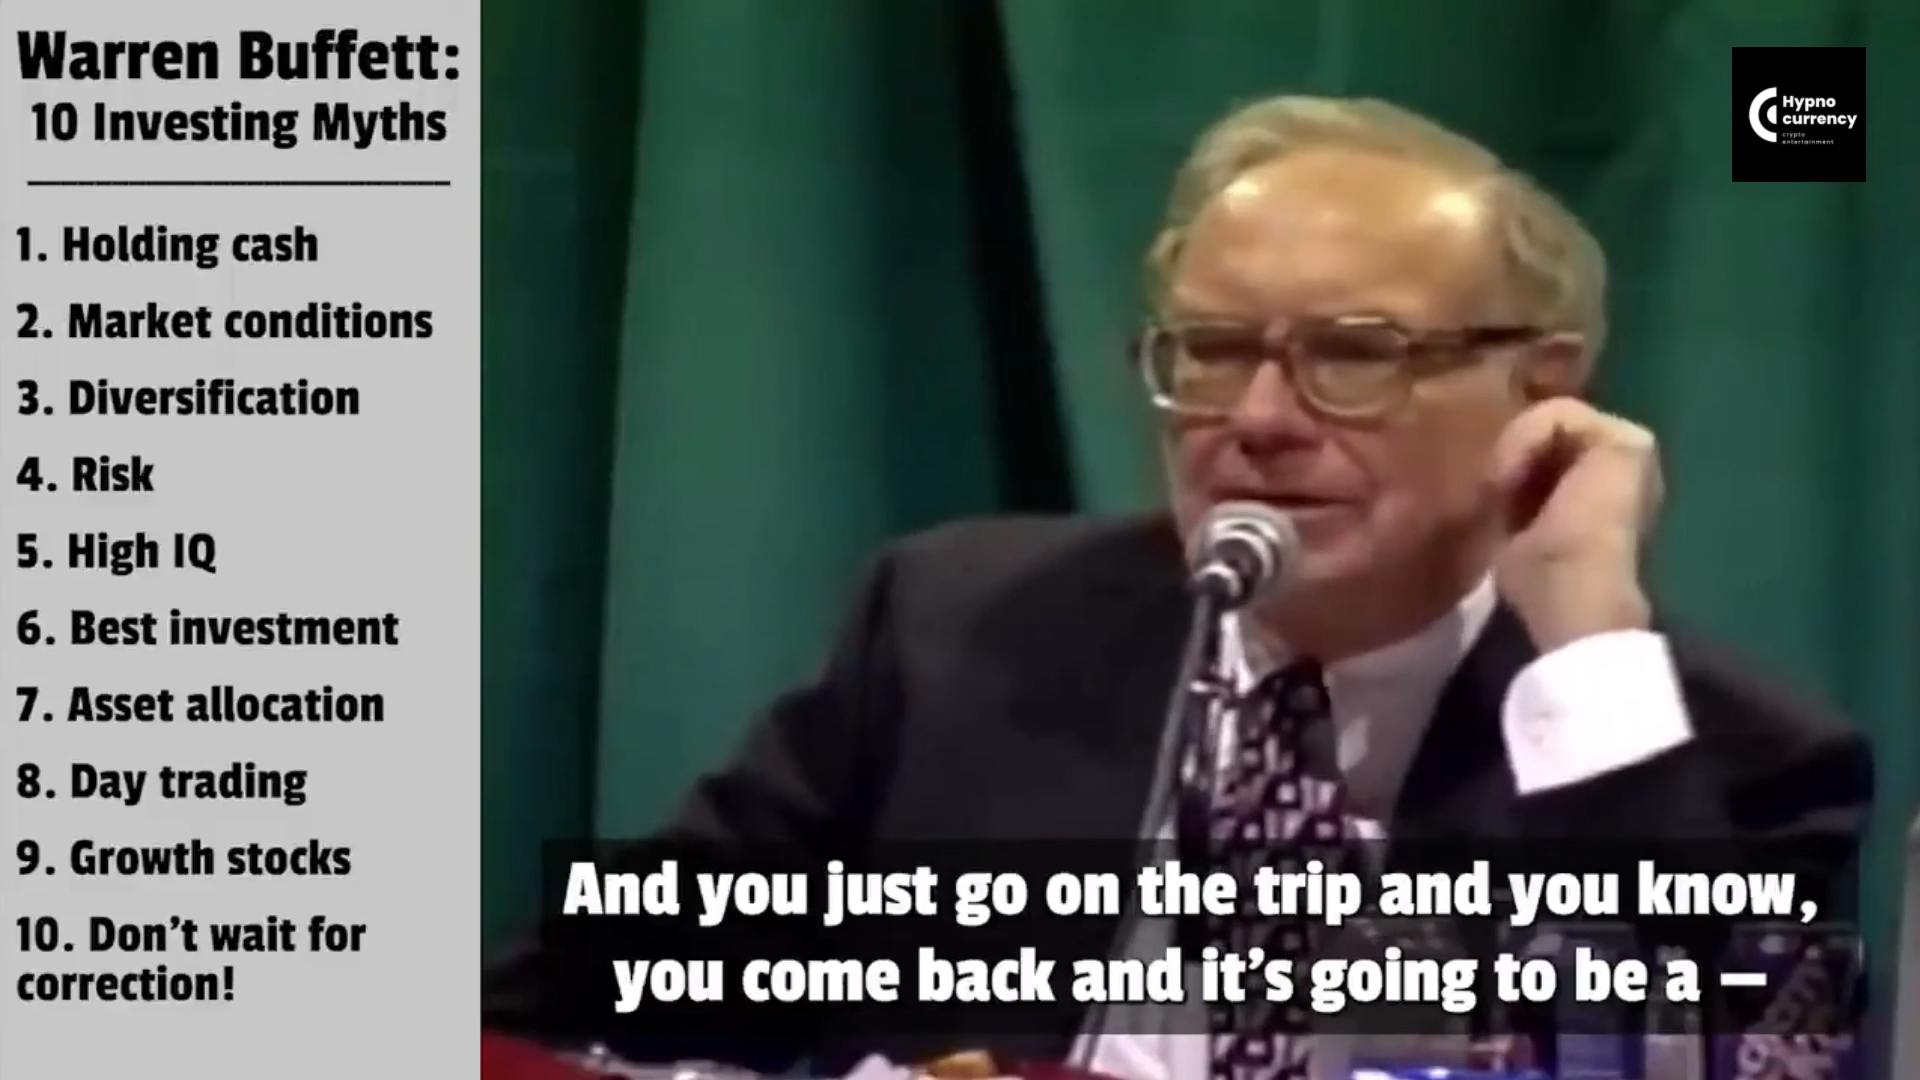 Warren Buffett:
10 Investing Myths
1. Holding cash
2. Market conditions
3. Diversification
4. Risk
5. High IQ
6. Best investment
7. Asset allocation
8. Day trading
9. Growth stocks
10. Don't wait for
correction!
Hypno
currency
crypto
entertainment
And you just go on the trip and you know,
you come back and it's going to be a —